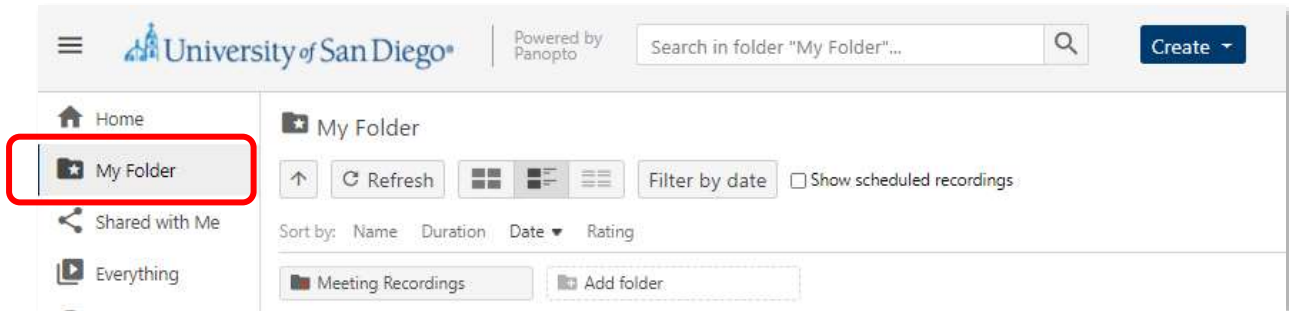 University of San Diego®
Powered by
Panopto
Search in folder "My Folder"...
Create
Home
My Folder
Shared with Me
Everything
My Folder
Refresh
Filter by date
Show scheduled recordings
Sort by: Name Duration Date Rating
Meeting Recordings
Add folder